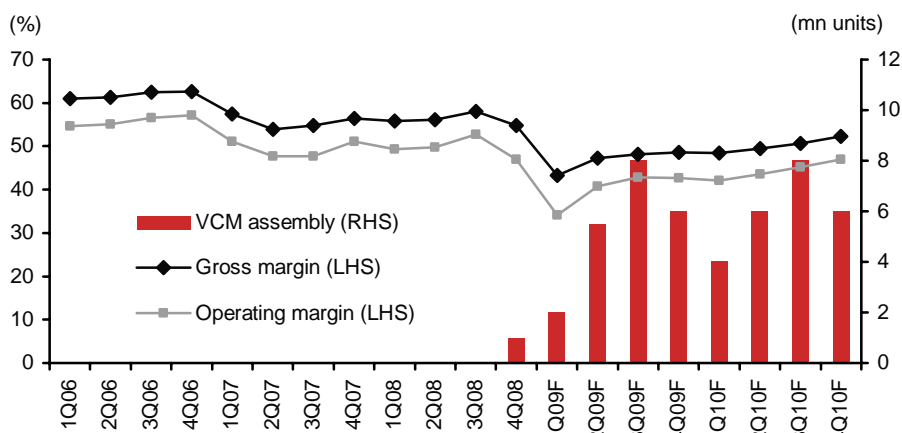 (%)
(mn units)
70
60
50
40
30
20
10
0
12
10
8
6
4
2
0
VCM assembly (RHS)
Gross margin (LHS)
Operating margin (LHS)
1Q06
2Q06
3Q06
4Q06
1Q07
2Q07
3Q07
4Q07
1Q08
2Q08
3Q08
4Q08
Q09F
Q09F
Q09F
Q09F
Q10F
Q10F
Q10F
Q10F